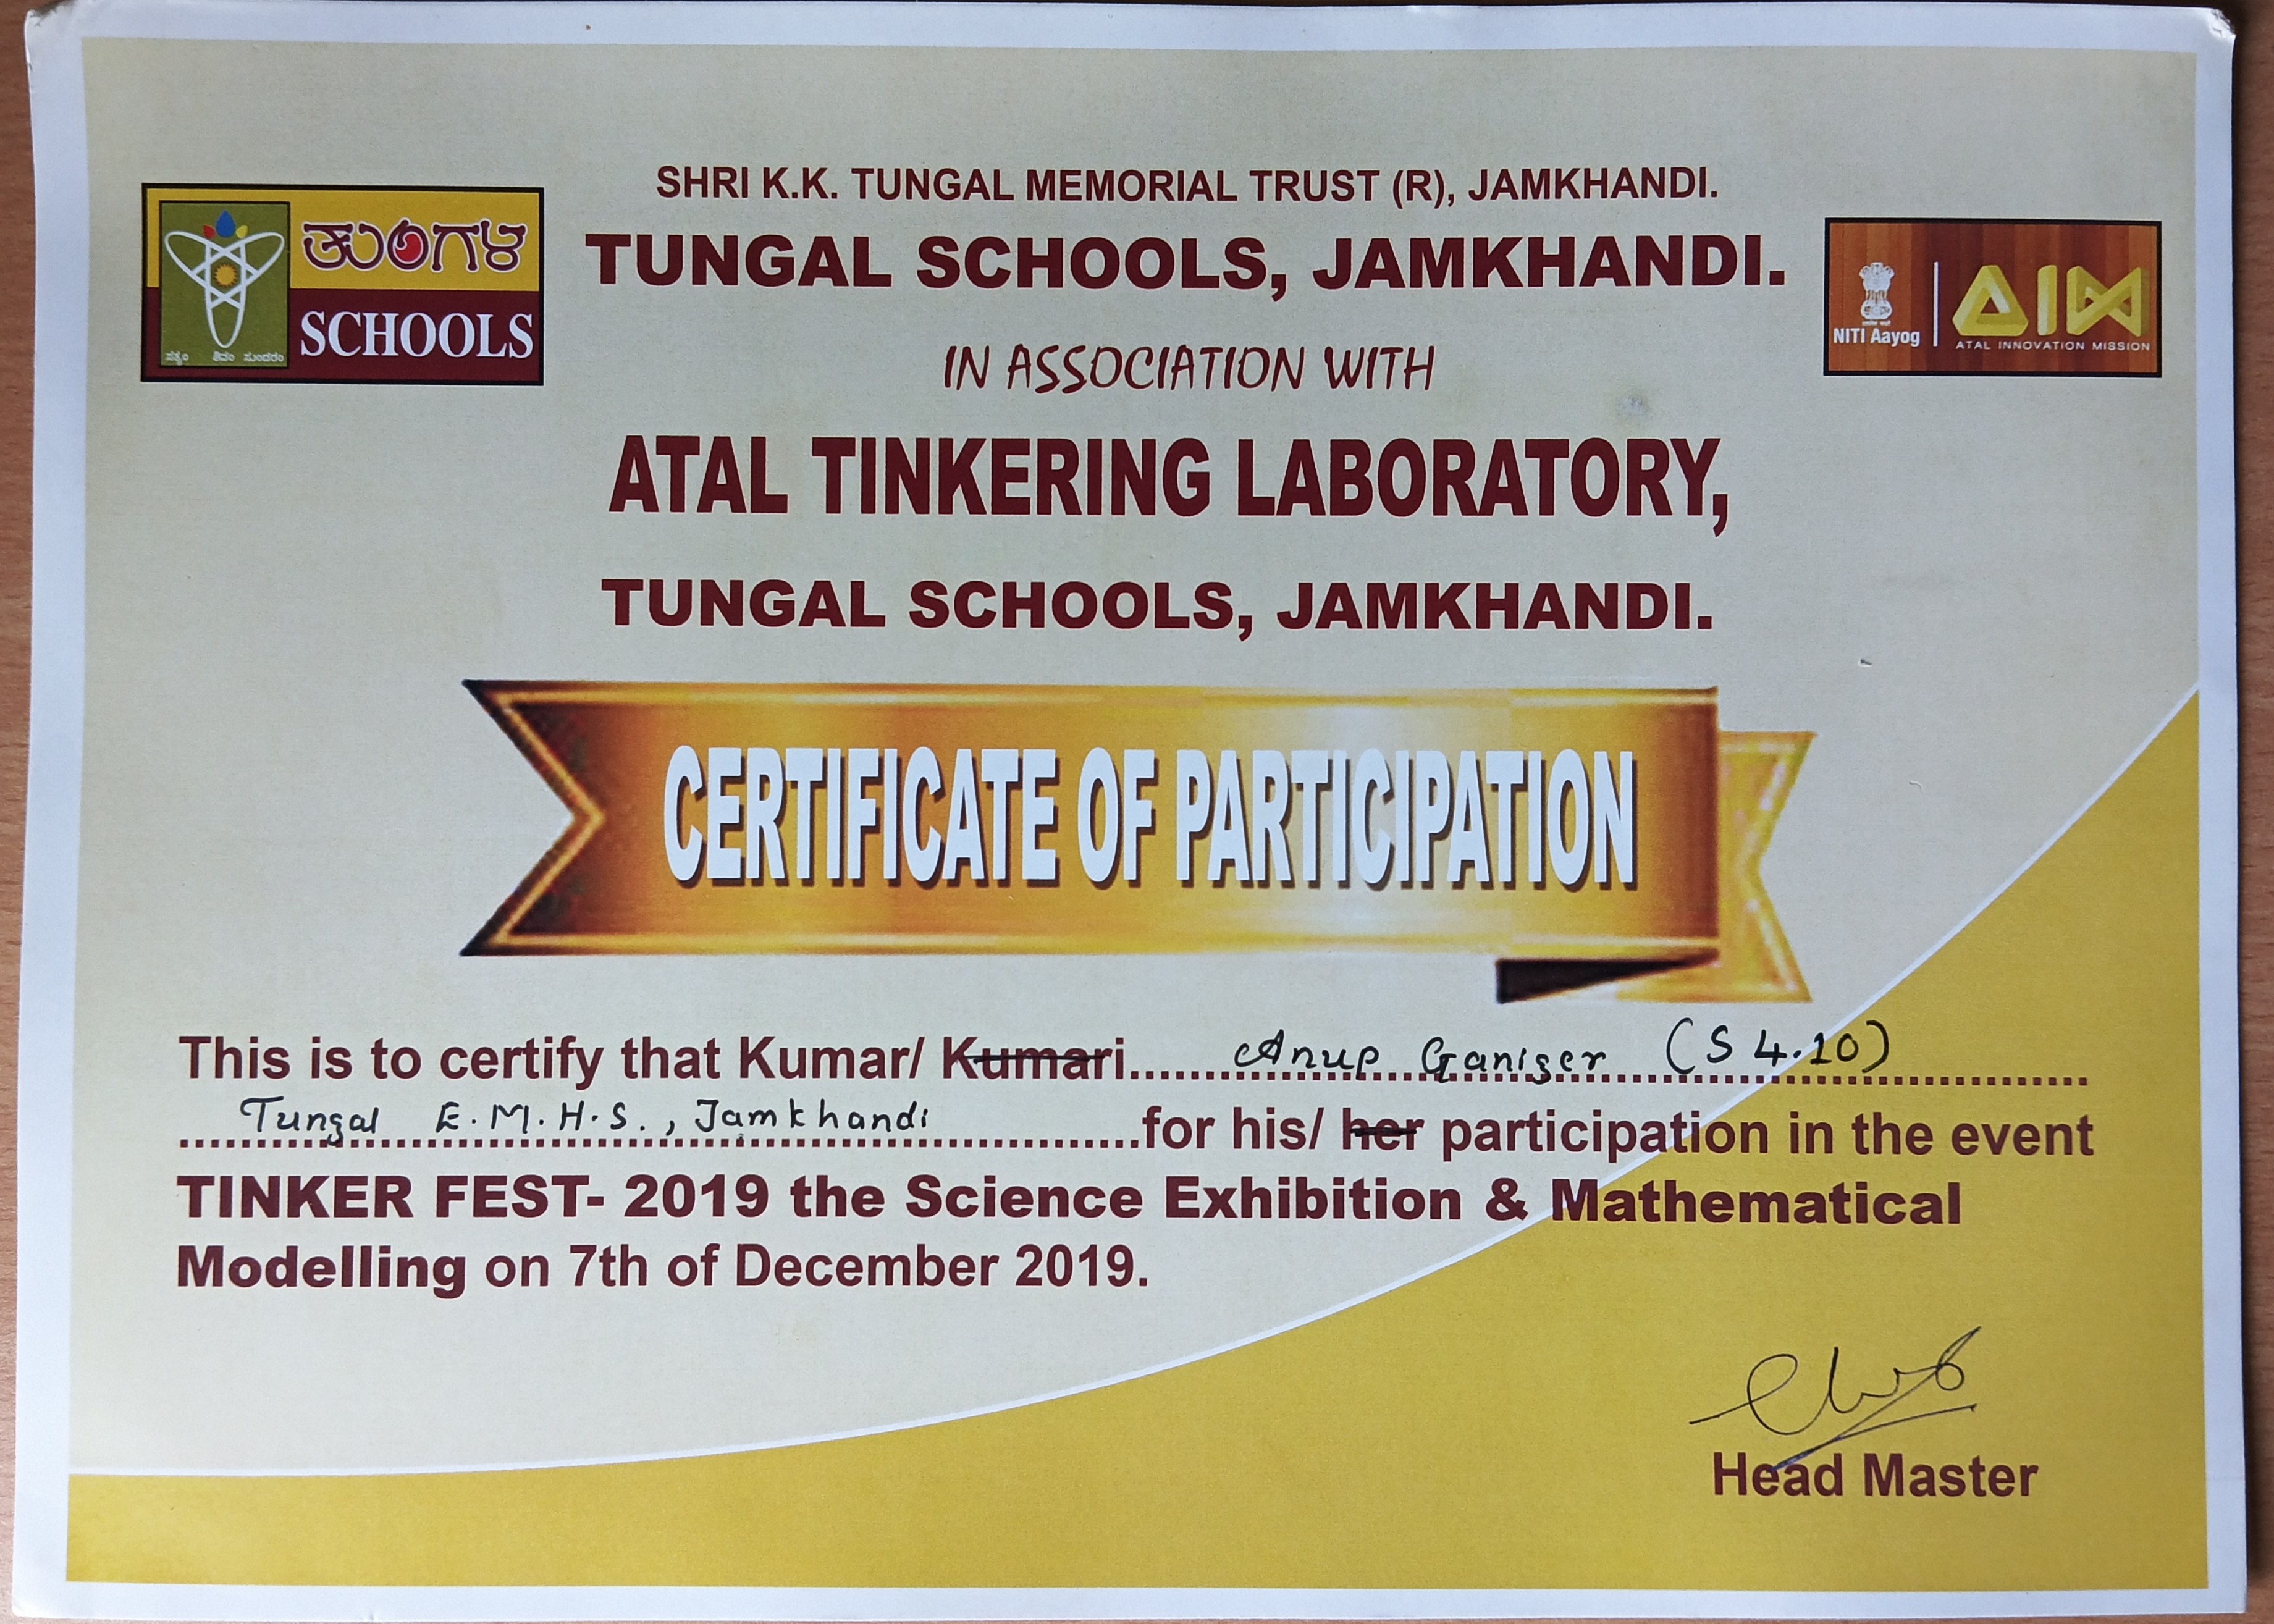 SHRI K.K. TUNGAL MEMORIAL TRUST (R), JAMKHANDI.
ತುಂಗಳ
SCHOOLS
ಸತ್ಯಂ ಶಿವಂ ಸುಂದರಂ
TUNGAL SCHOOLS, JAMKHANDI.
NITI Aayog
AIM
ATAL INNOVATION MISSION
IN ASSOCIATION WITH
ATAL TINKERING LABORATORY,
TUNGAL SCHOOLS, JAMKHANDI.
CERTIFICATE OF PARTICIPATION
This is to certify that Kumar/ Kumari.......Anup Ganiger (S 4.10)
Tungal E.M.H.S., Jamkhandi.......for his/ her participation in the event
TINKER FEST- 2019 the Science Exhibition & Mathematical
Modelling on 7th of December 2019.
Head Master